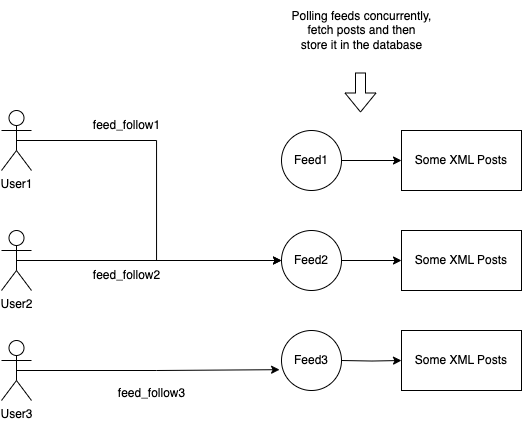 Polling feeds concurrently,
fetch posts and then
store it in the database
feed_follow1
User1
Feed1
Some XML Posts
feed_follow2
User2
Feed2
Some XML Posts
feed_follow3
User3
Feed3
Some XML Posts